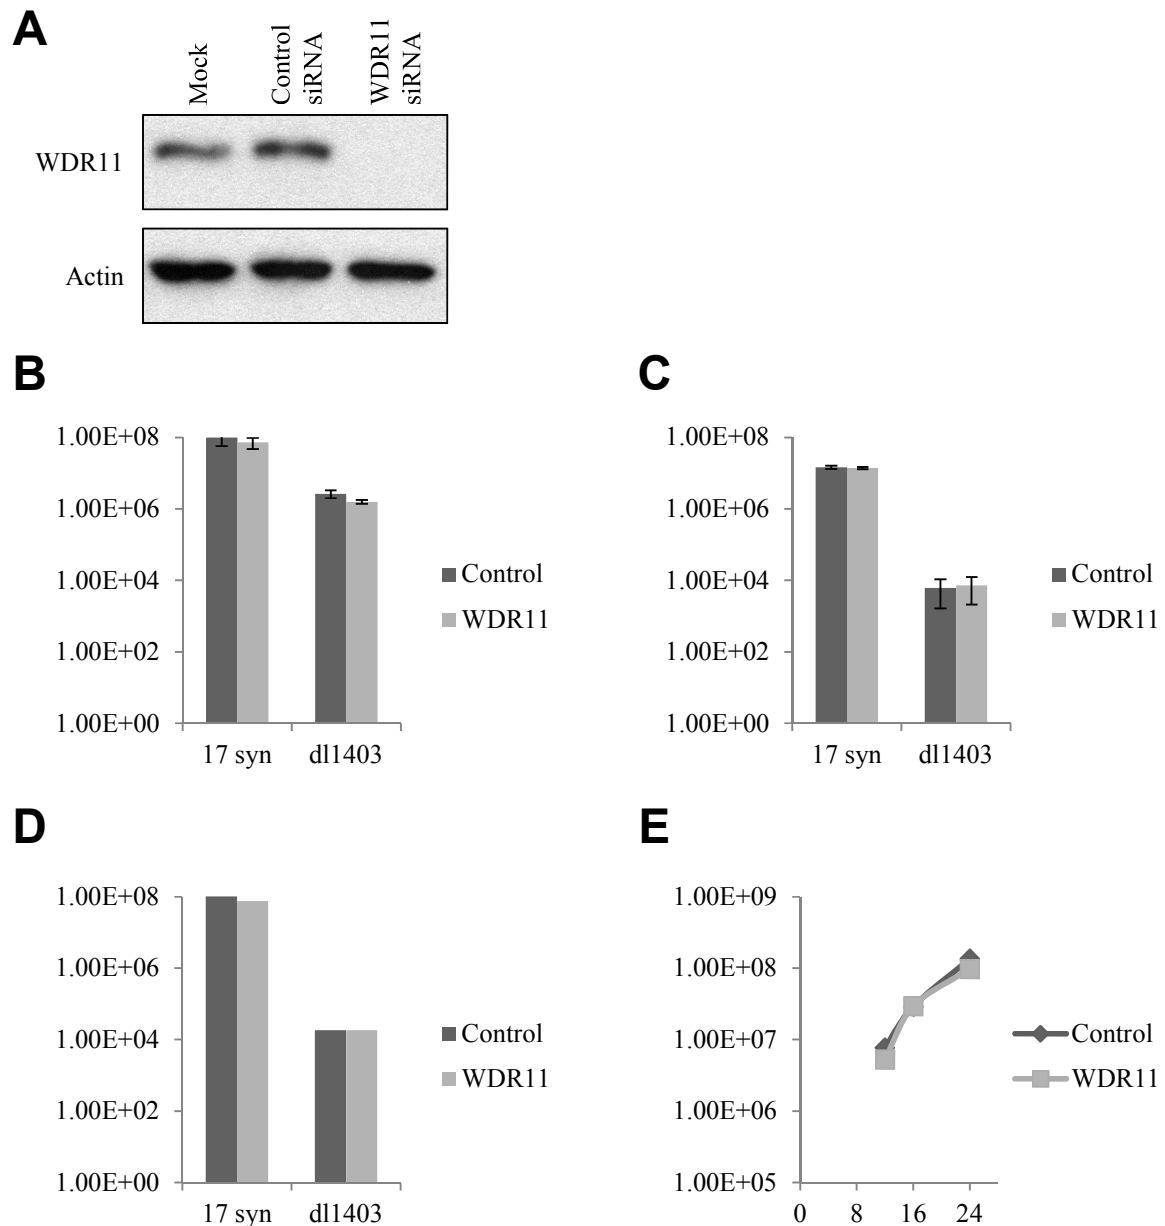 A
Mock
Control
siRNA
WDR11
siRNA
WDR11
Actin
B
1.00E+08
1.00E+06
1.00E+04
1.00E+02
1.00E+00
17 syn
dl1403
Control
WDR11
C
1.00E+08
1.00E+06
1.00E+04
1.00E+02
1.00E+00
17 syn
dl1403
Control
WDR11
D
1.00E+08
1.00E+06
1.00E+04
1.00E+02
1.00E+00
17 syn
dl1403
Control
WDR11
E
1.00E+09
1.00E+08
1.00E+07
1.00E+06
1.00E+05
0 8 16 24
Control
WDR11